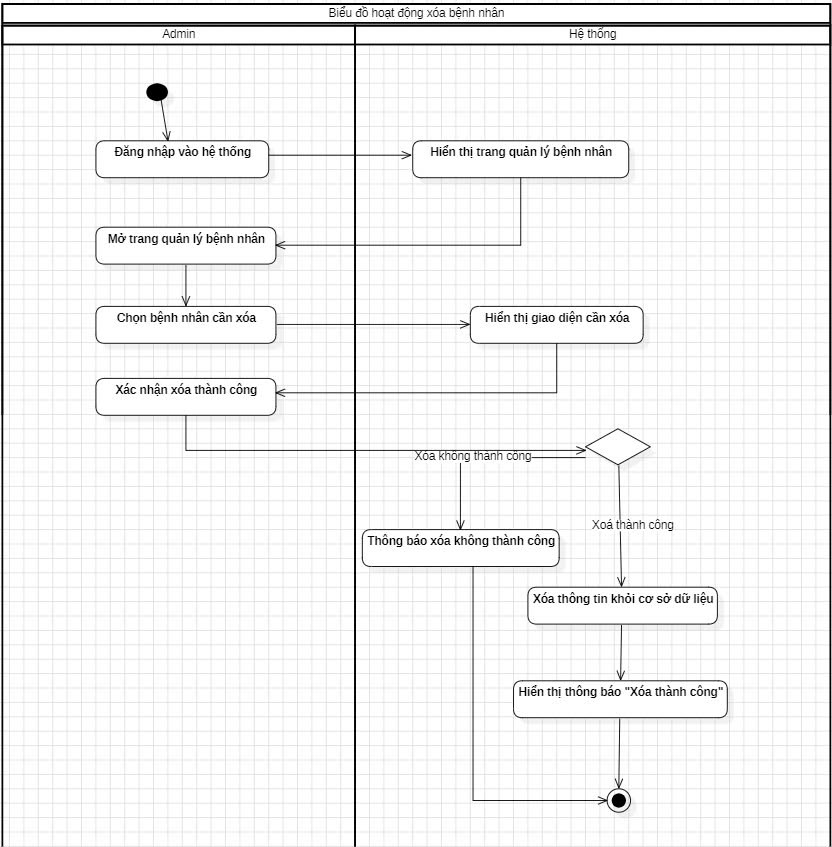 Biểu đồ hoạt động xóa bệnh nhân
Admin
Hệ thống
Đăng nhập vào hệ thống
Hiển thị trang quản lý bệnh nhân
Mở trang quản lý bệnh nhân
Chọn bệnh nhân cần xóa
Hiển thị giao diện cần xóa
Xác nhận xóa thành công
Xóa không thành công
Xoá thành công
Thông báo xóa không thành công
Xóa thông tin khỏi cơ sở dữ liệu
Hiển thị thông báo "Xóa thành công"